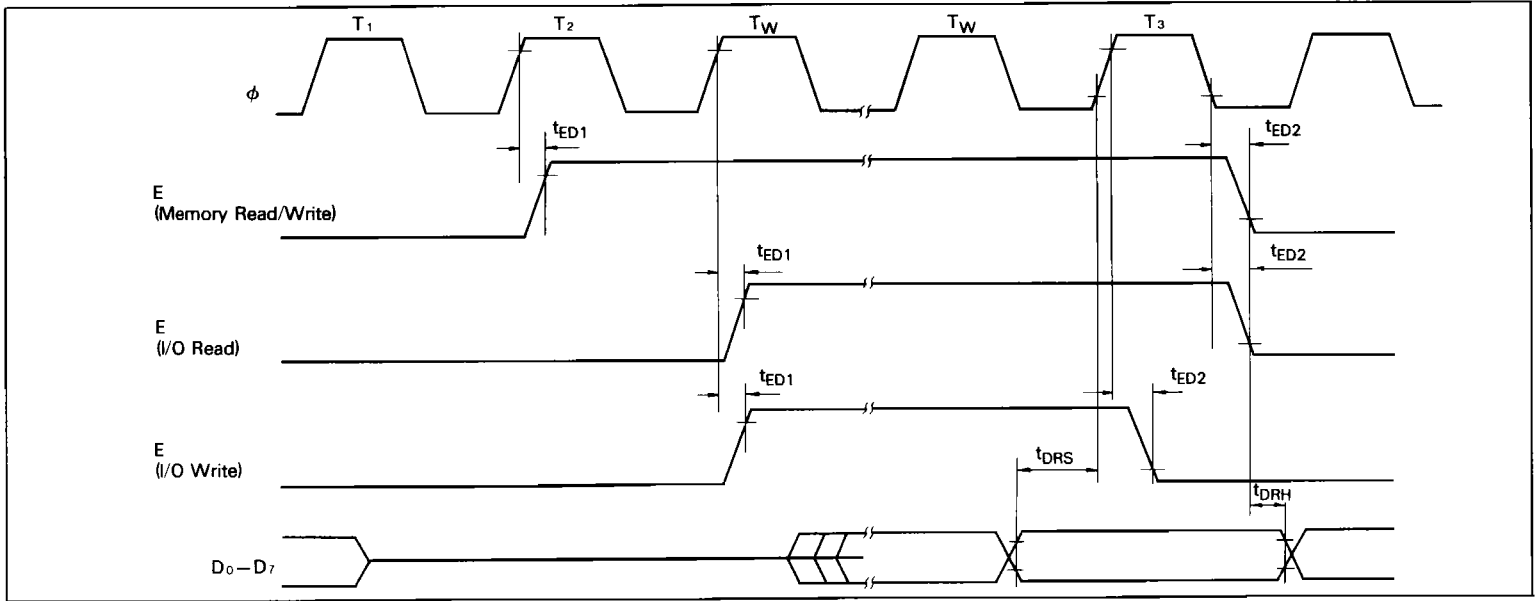 T1 T2 TW TW T3
φ
tED1 tED2
E
(Memory Read/Write)
tED1 tED2
E
(I/O Read)
tED1 tED2
E
(I/O Write)
tDRS
tDRH
D0–D7